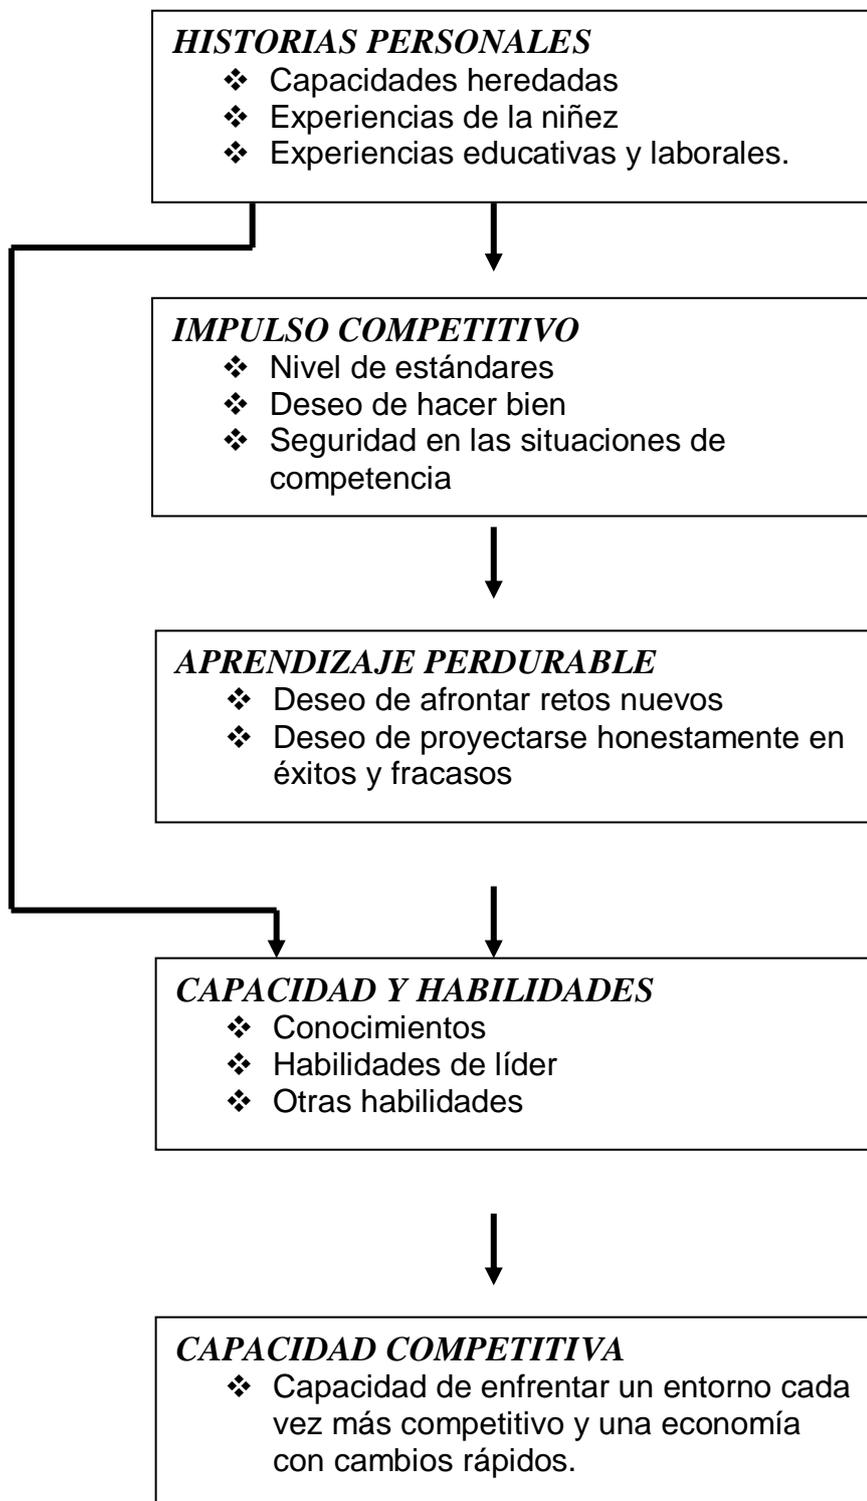 HISTORIAS PERSONALES
❖ Capacidades heredadas
❖ Experiencias de la niñez
❖ Experiencias educativas y laborales.
IMPULSO COMPETITIVO
❖ Nivel de estándares
❖ Deseo de hacer bien
❖ Seguridad en las situaciones de
competencia
APRENDIZAJE PERDURABLE
❖ Deseo de afrontar retos nuevos
❖ Deseo de proyectarse honestamente en
éxitos y fracasos
CAPACIDAD Y HABILIDADES
❖ Conocimientos
❖ Habilidades de líder
❖ Otras habilidades
CAPACIDAD COMPETITIVA
❖ Capacidad de enfrentar un entorno cada
vez más competitivo y una economía
con cambios rápidos.